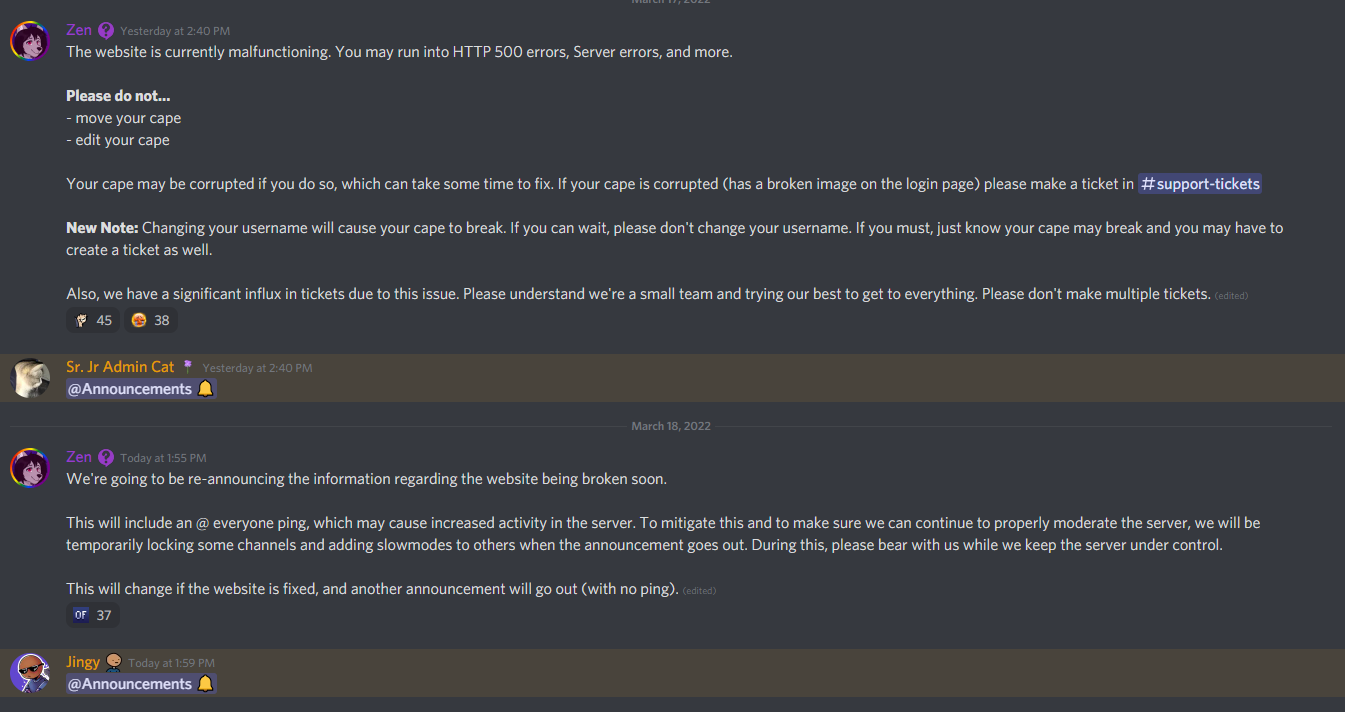 March 17, 2022
Zen Yesterday at 2:40 PM
The website is currently malfunctioning. You may run into HTTP 500 errors, Server errors, and more.
Please do not...
- move your cape
- edit your cape
Your cape may be corrupted if you do so, which can take some time to fix. If your cape is corrupted (has a broken image on the login page) please make a ticket in #support-tickets
New Note: Changing your username will cause your cape to break. If you can wait, please don't change your username. If you must, just know your cape may break and you may have to
create a ticket as well.
Also, we have a significant influx in tickets due to this issue. Please understand we're a small team and trying our best to get to everything. Please don't make multiple tickets. (edited)
45 38
Sr. Jr Admin Cat Yesterday at 2:40 PM
@Announcements
March 18, 2022
Zen Today at 1:55 PM
We're going to be re-announcing the information regarding the website being broken soon.
This will include an @ everyone ping, which may cause increased activity in the server. To mitigate this and to make sure we can continue to properly moderate the server, we will be
temporarily locking some channels and adding slowmodes to others when the announcement goes out. During this, please bear with us while we keep the server under control.
This will change if the website is fixed, and another announcement will go out (with no ping). (edited)
OF 37
Jingy Today at 1:59 PM
@Announcements